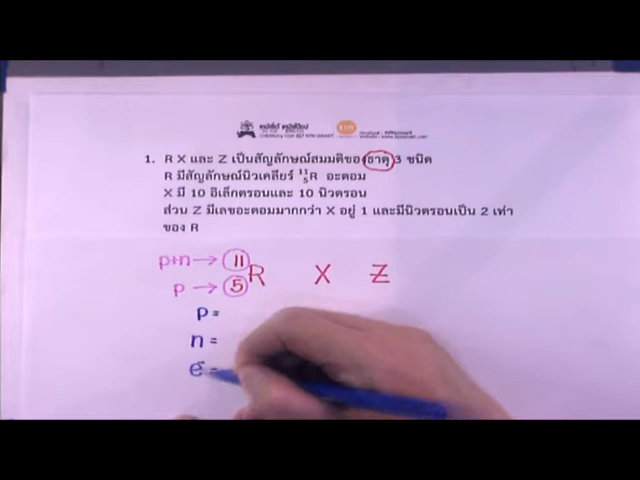 1. R X และ Z เป็นสัญลักษณ์สมมติของธาตุ 3 ชนิด
R มีสัญลักษณ์นิวเคลียร์ ¹¹₅R อะตอม
X มี 10 อิเล็กตรอนและ 10 นิวตรอน
ส่วน Z มีเลขอะตอมมากกว่า X อยู่ 1 และมีนิวตรอนเป็น 2 เท่า
ของ R
p+n → 11 R X Z
p → 5
p =
n =
e⁻ =